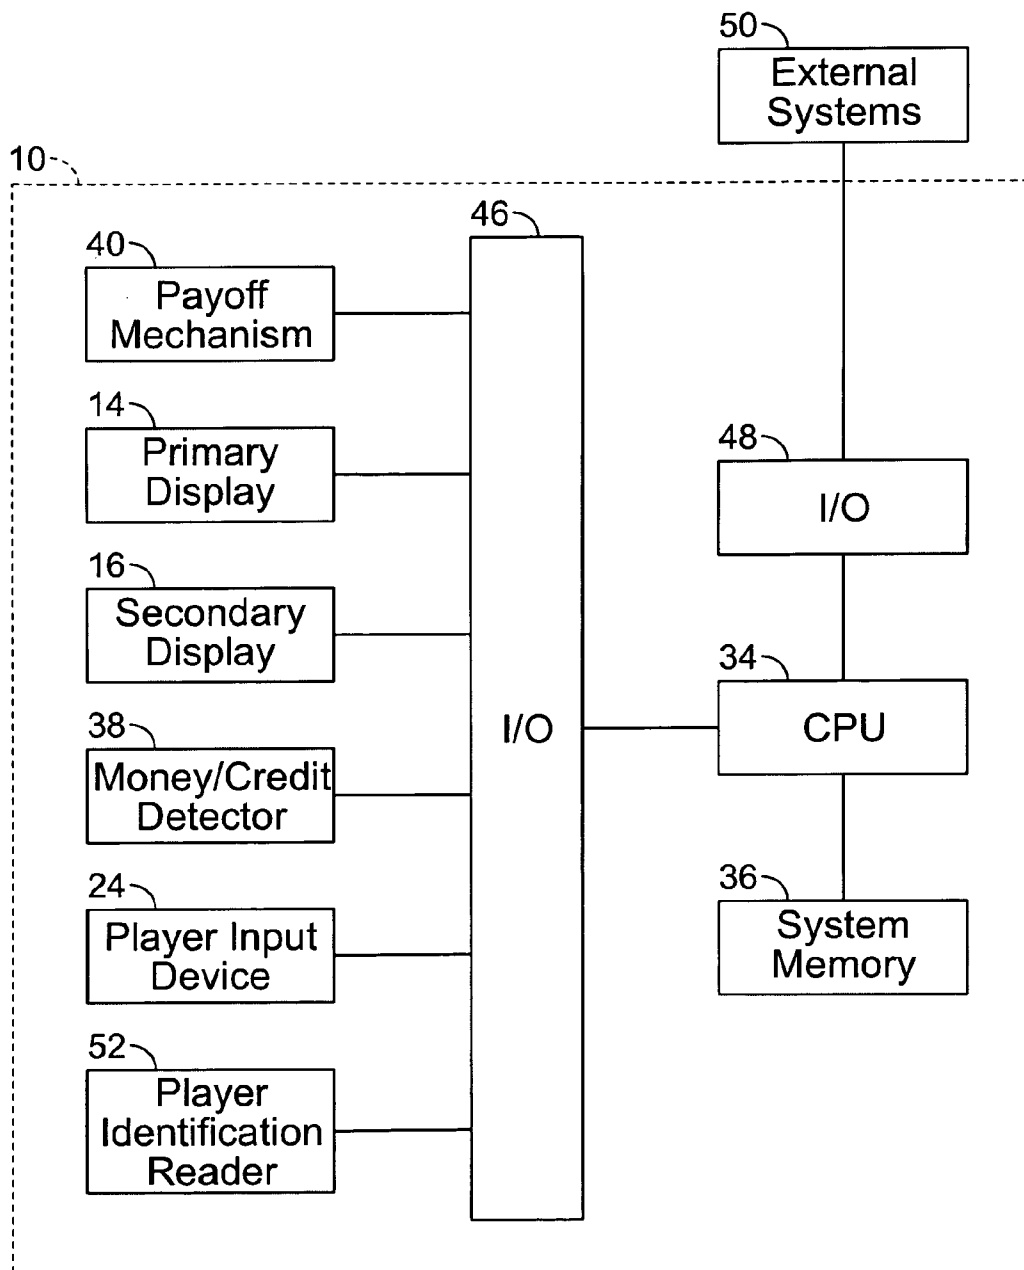 50
External
Systems
10
46
40
Payoff
Mechanism
14
Primary
Display
48
I/O
16
Secondary
Display
34
CPU
I/O
38
Money/Credit
Detector
24
Player Input
Device
36
System
Memory
52
Player
Identification
Reader